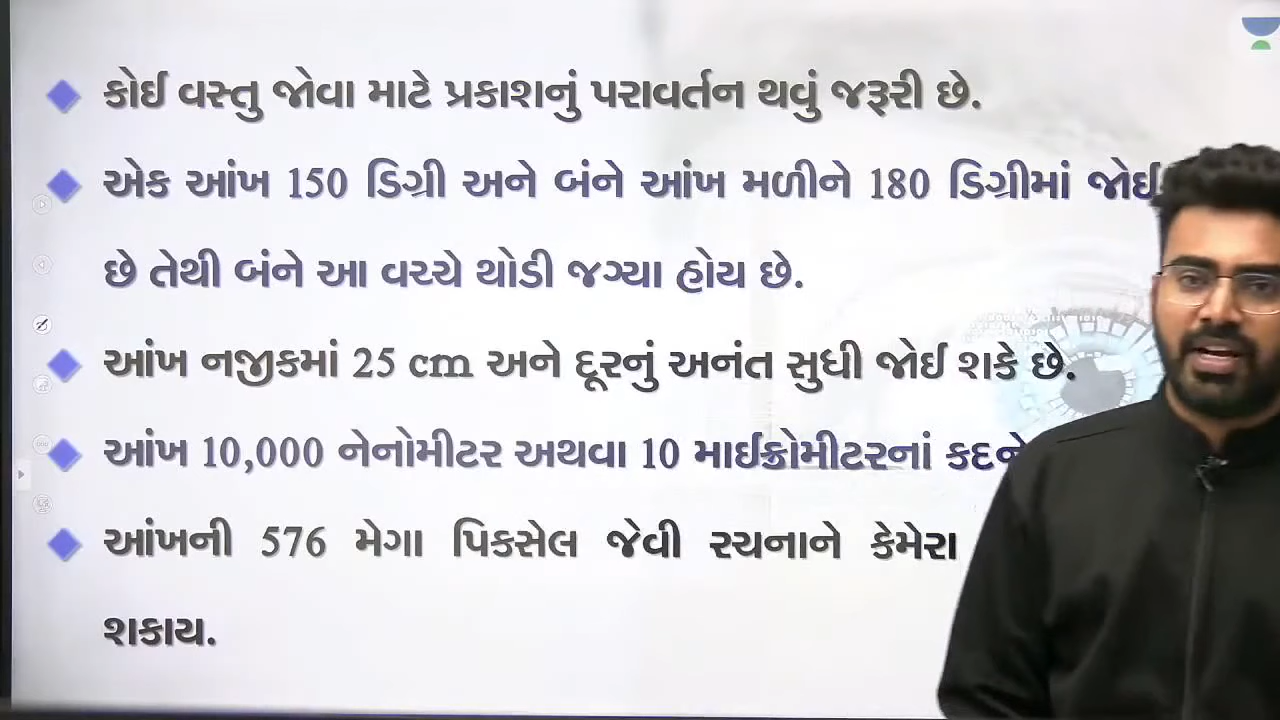 કોઈ વસ્તુ જોવા માટે પ્રકાશનું પરાવર્તન થવું જરૂરી છે.
એક આંખ 150 ડિગ્રી અને બંને આંખ મળીને 180 ડિગ્રીમાં જોઈ
છે તેથી બંને આ વચ્ચે થોડી જગ્યા હોય છે.
આંખ નજીકમાં 25 cm અને દૂરનું અનંત સુધી જોઈ શકે છે.
આંખ 10,000 નેનોમીટર અથવા 10 માઈક્રોમીટરનાં કદને
આંખની 576 મેગા પિક્સેલ જેવી રચનાને કેમેરા
શકાય.